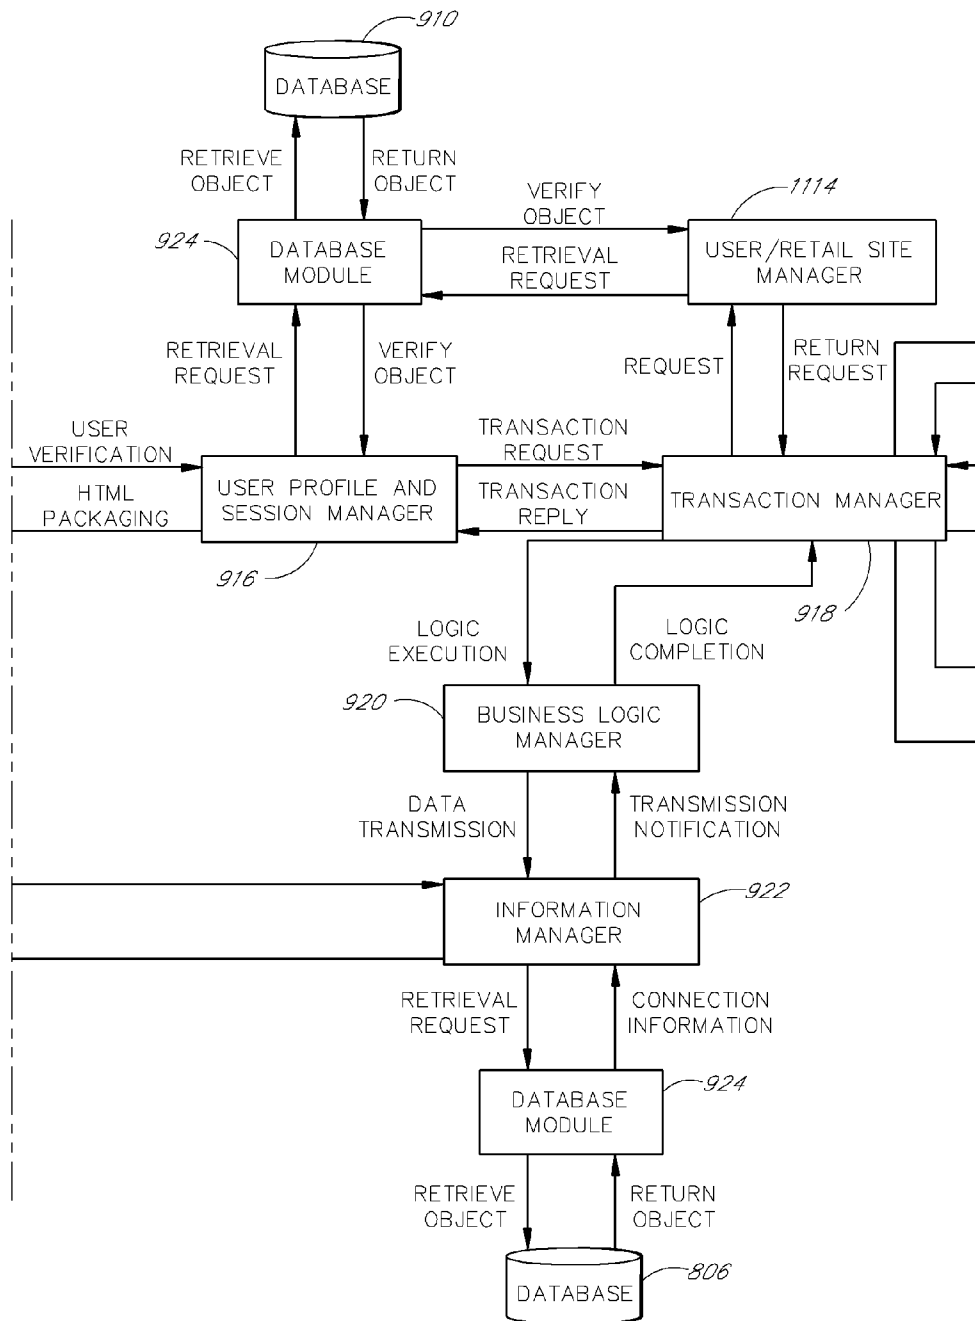 910
DATABASE
RETRIEVE
OBJECT
RETURN
OBJECT
VERIFY
OBJECT
1114
924
DATABASE
MODULE
RETRIEVAL
REQUEST
USER/RETAIL SITE
MANAGER
RETRIEVAL
REQUEST
VERIFY
OBJECT
REQUEST
RETURN
REQUEST
USER
VERIFICATION
HTML
PACKAGING
USER PROFILE AND
SESSION MANAGER
916
TRANSACTION
REQUEST
TRANSACTION
REPLY
TRANSACTION MANAGER
918
LOGIC
EXECUTION
LOGIC
COMPLETION
920
BUSINESS LOGIC
MANAGER
DATA
TRANSMISSION
TRANSMISSION
NOTIFICATION
INFORMATION
MANAGER
922
RETRIEVAL
REQUEST
CONNECTION
INFORMATION
DATABASE
MODULE
924
RETRIEVE
OBJECT
RETURN
OBJECT
DATABASE
806